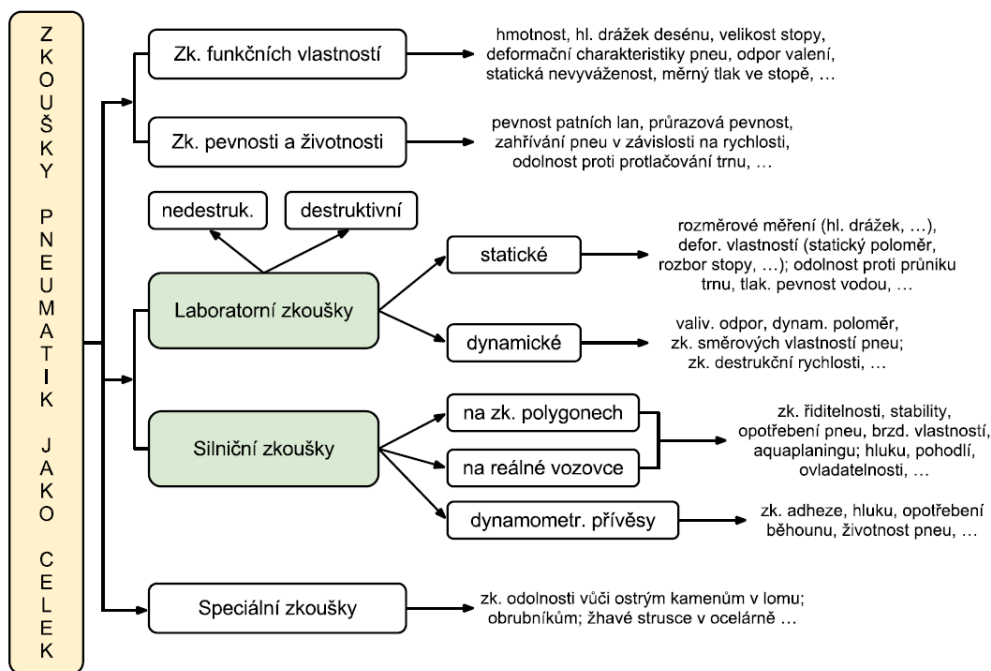 ZKOUŠKY PNEUMATIK JAKO CELEK
Zk. funkčních vlastností
hmotnost, hl. drážek desénu, velikost stopy,
deformační charakteristiky pneu, odpor valení,
statická nevyváženost, měrný tlak ve stopě, …
Zk. pevnosti a životnosti
pevnost patních lan, průrazová pevnost,
zahřívání pneu v závislosti na rychlosti,
odolnost proti protlačování trnu, …
nedestruk.
destruktivní
Laboratorní zkoušky
statické
rozměrové měření (hl. drážek, …),
defor. vlastností (statický poloměr,
rozbor stopy, …); odolnost proti průniku
trnu, tlak. pevnost vodou, …
dynamické
valiv. odpor, dynam. poloměr,
zk. směrových vlastností pneu;
zk. destrukční rychlosti, …
Silniční zkoušky
na zk. polygonech
na reálné vozovce
zk. řiditelnosti, stability,
opotřebení pneu, brzd. vlastností,
aquaplaningu; hluku, pohodlí,
ovladatelnosti, …
dynamometr. přívěsy
zk. adheze, hluku, opotřebení
běhounu, životnost pneu, …
Speciální zkoušky
zk. odolnosti vůči ostrým kamenům v lomu;
obrubníkům; žhavé strusce v ocelárně …